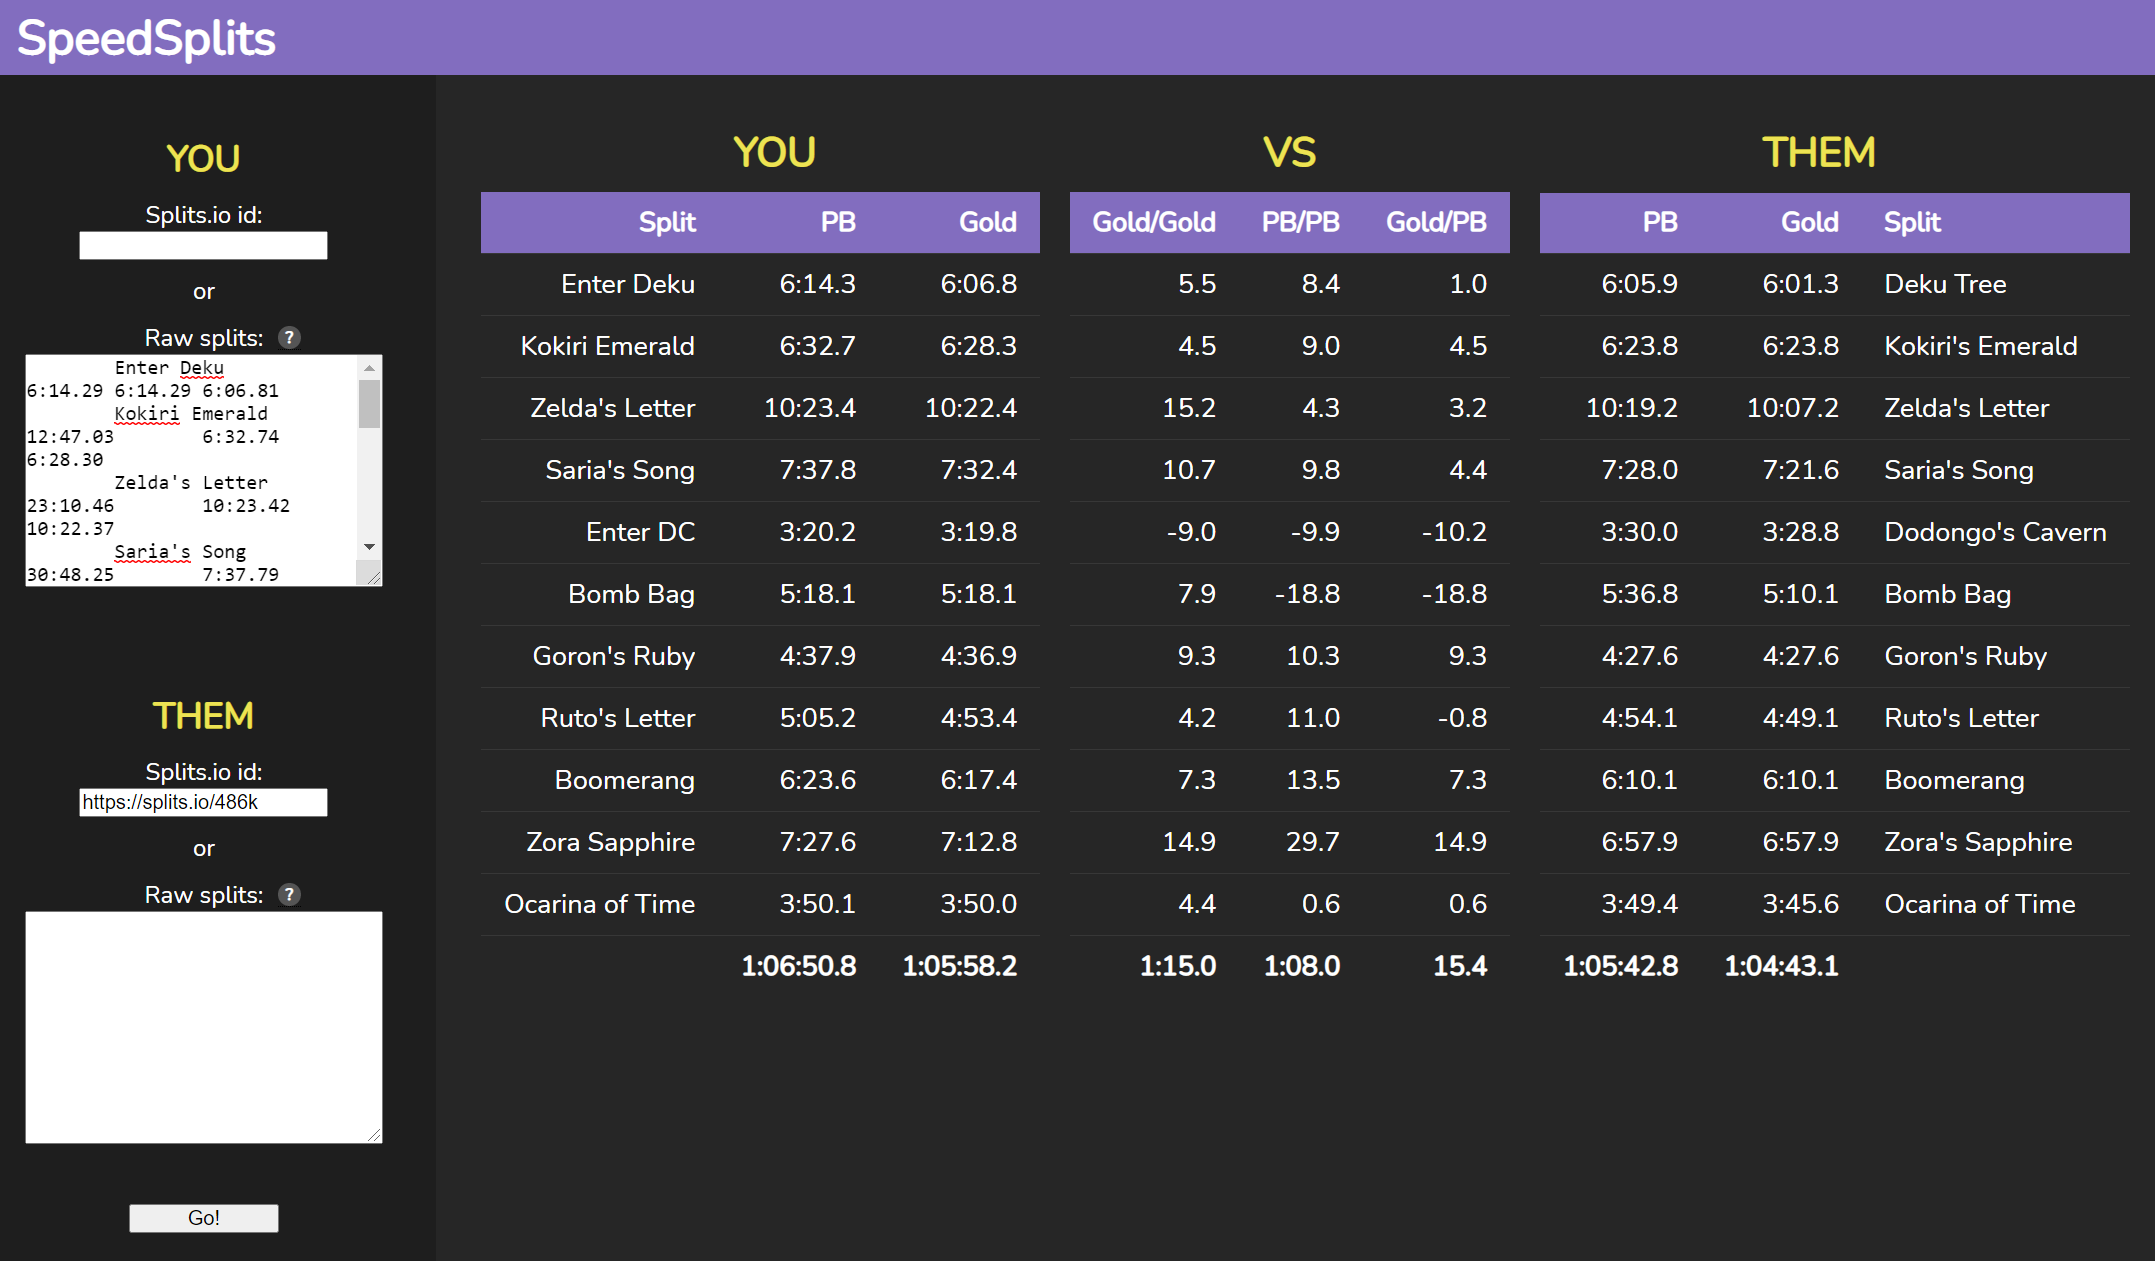 SpeedSplits
YOU
Splits.io id:
or
Raw splits: ?
Enter Deku
6:14.29 6:14.29 6:06.81
Kokiri Emerald
12:47.03 6:32.74
6:28.30
Zelda's Letter
23:10.46 10:23.42
10:22.37
Saria's Song
30:48.25 7:37.79
THEM
Splits.io id:
https://splits.io/486k
or
Raw splits: ?
Go!
YOU VS THEM
Split PB Gold Gold/Gold PB/PB Gold/PB PB Gold Split
Enter Deku 6:14.3 6:06.8 5.5 8.4 1.0 6:05.9 6:01.3 Deku Tree
Kokiri Emerald 6:32.7 6:28.3 4.5 9.0 4.5 6:23.8 6:23.8 Kokiri's Emerald
Zelda's Letter 10:23.4 10:22.4 15.2 4.3 3.2 10:19.2 10:07.2 Zelda's Letter
Saria's Song 7:37.8 7:32.4 10.7 9.8 4.4 7:28.0 7:21.6 Saria's Song
Enter DC 3:20.2 3:19.8 -9.0 -9.9 -10.2 3:30.0 3:28.8 Dodongo's Cavern
Bomb Bag 5:18.1 5:18.1 7.9 -18.8 -18.8 5:36.8 5:10.1 Bomb Bag
Goron's Ruby 4:37.9 4:36.9 9.3 10.3 9.3 4:27.6 4:27.6 Goron's Ruby
Ruto's Letter 5:05.2 4:53.4 4.2 11.0 -0.8 4:54.1 4:49.1 Ruto's Letter
Boomerang 6:23.6 6:17.4 7.3 13.5 7.3 6:10.1 6:10.1 Boomerang
Zora Sapphire 7:27.6 7:12.8 14.9 29.7 14.9 6:57.9 6:57.9 Zora's Sapphire
Ocarina of Time 3:50.1 3:50.0 4.4 0.6 0.6 3:49.4 3:45.6 Ocarina of Time
1:06:50.8 1:05:58.2 1:15.0 1:08.0 15.4 1:05:42.8 1:04:43.1